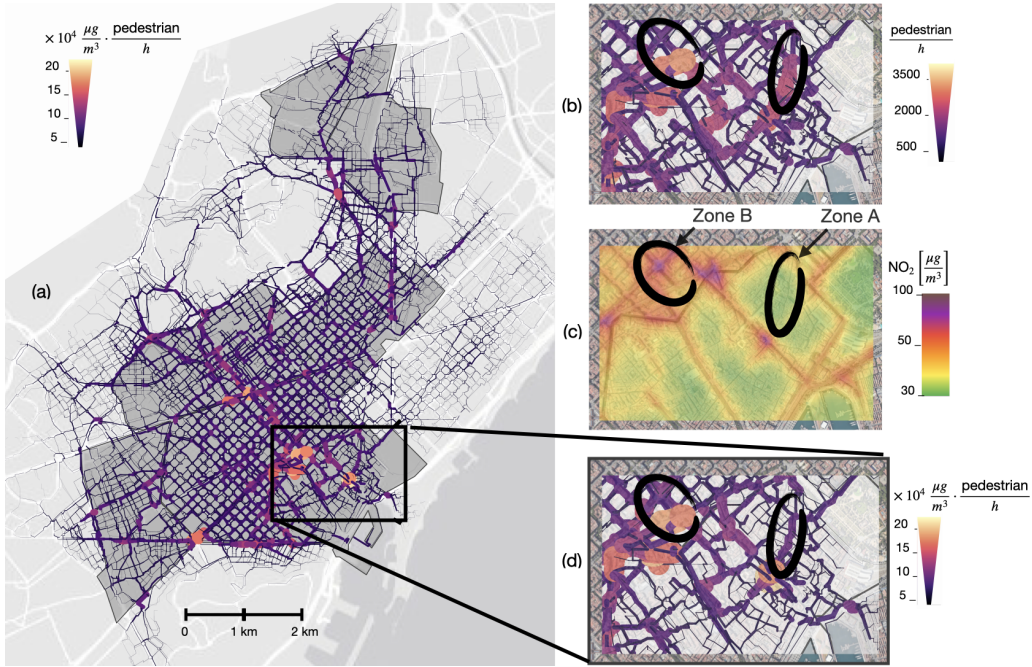 × 10⁴ μg/m³ · pedestrian/h
20
15
10
5
(a)
0 1 km 2 km
(b)
pedestrian/h
3500
2000
500
Zone B Zone A
(c)
NO₂ [μg/m³]
100
50
30
(d)
× 10⁴ μg/m³ · pedestrian/h
20
15
10
5